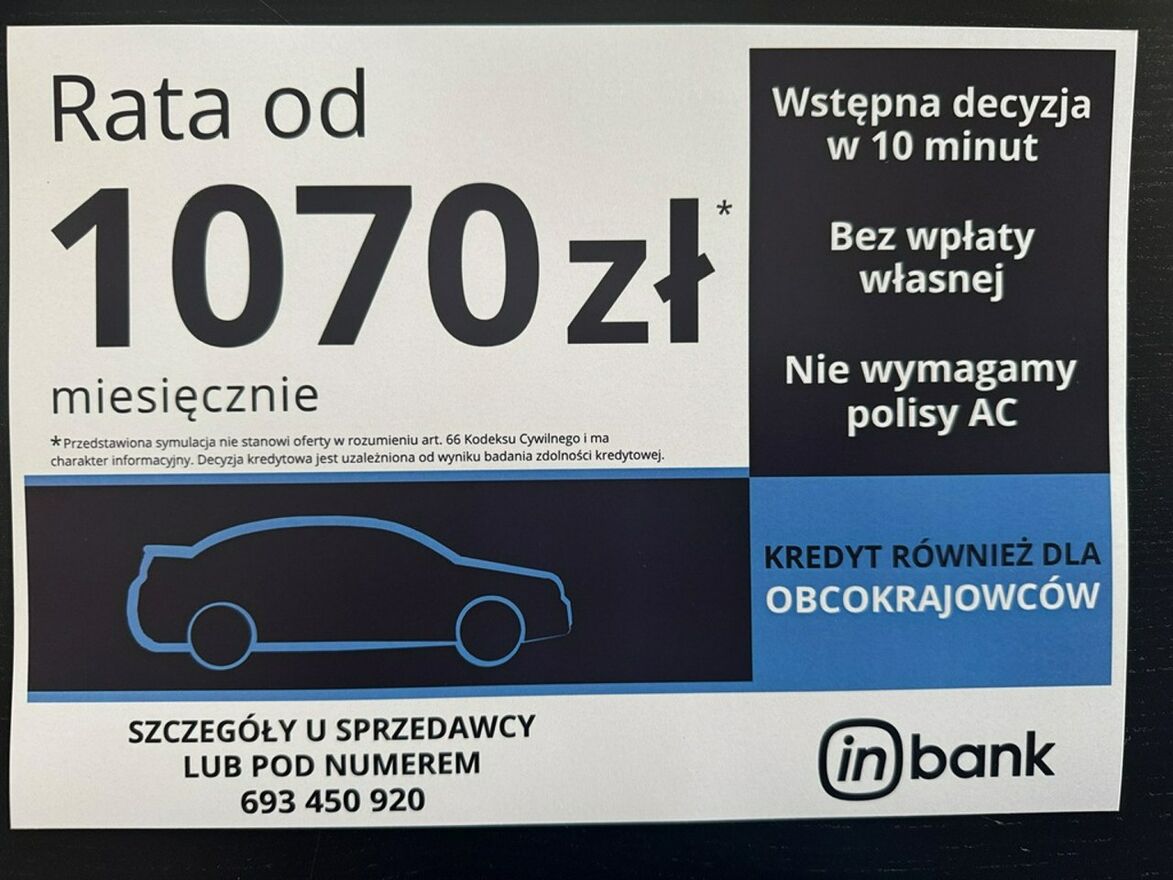 Rata od
1070 zł*
miesięcznie
*Przedstawiona symulacja nie stanowi oferty w rozumieniu art. 66 Kodeksu Cywilnego i ma
charakter informacyjny. Decyzja kredytowa jest uzależniona od wyniku badania zdolności kredytowej.
Wstępna decyzja
w 10 minut
Bez wpłaty
własnej
Nie wymagamy
polisy AC
KREDYT RÓWNIEŻ DLA
OBCOKRAJOWCÓW
SZCZEGÓŁY U SPRZEDAWCY
LUB POD NUMEREM
693 450 920
inbank